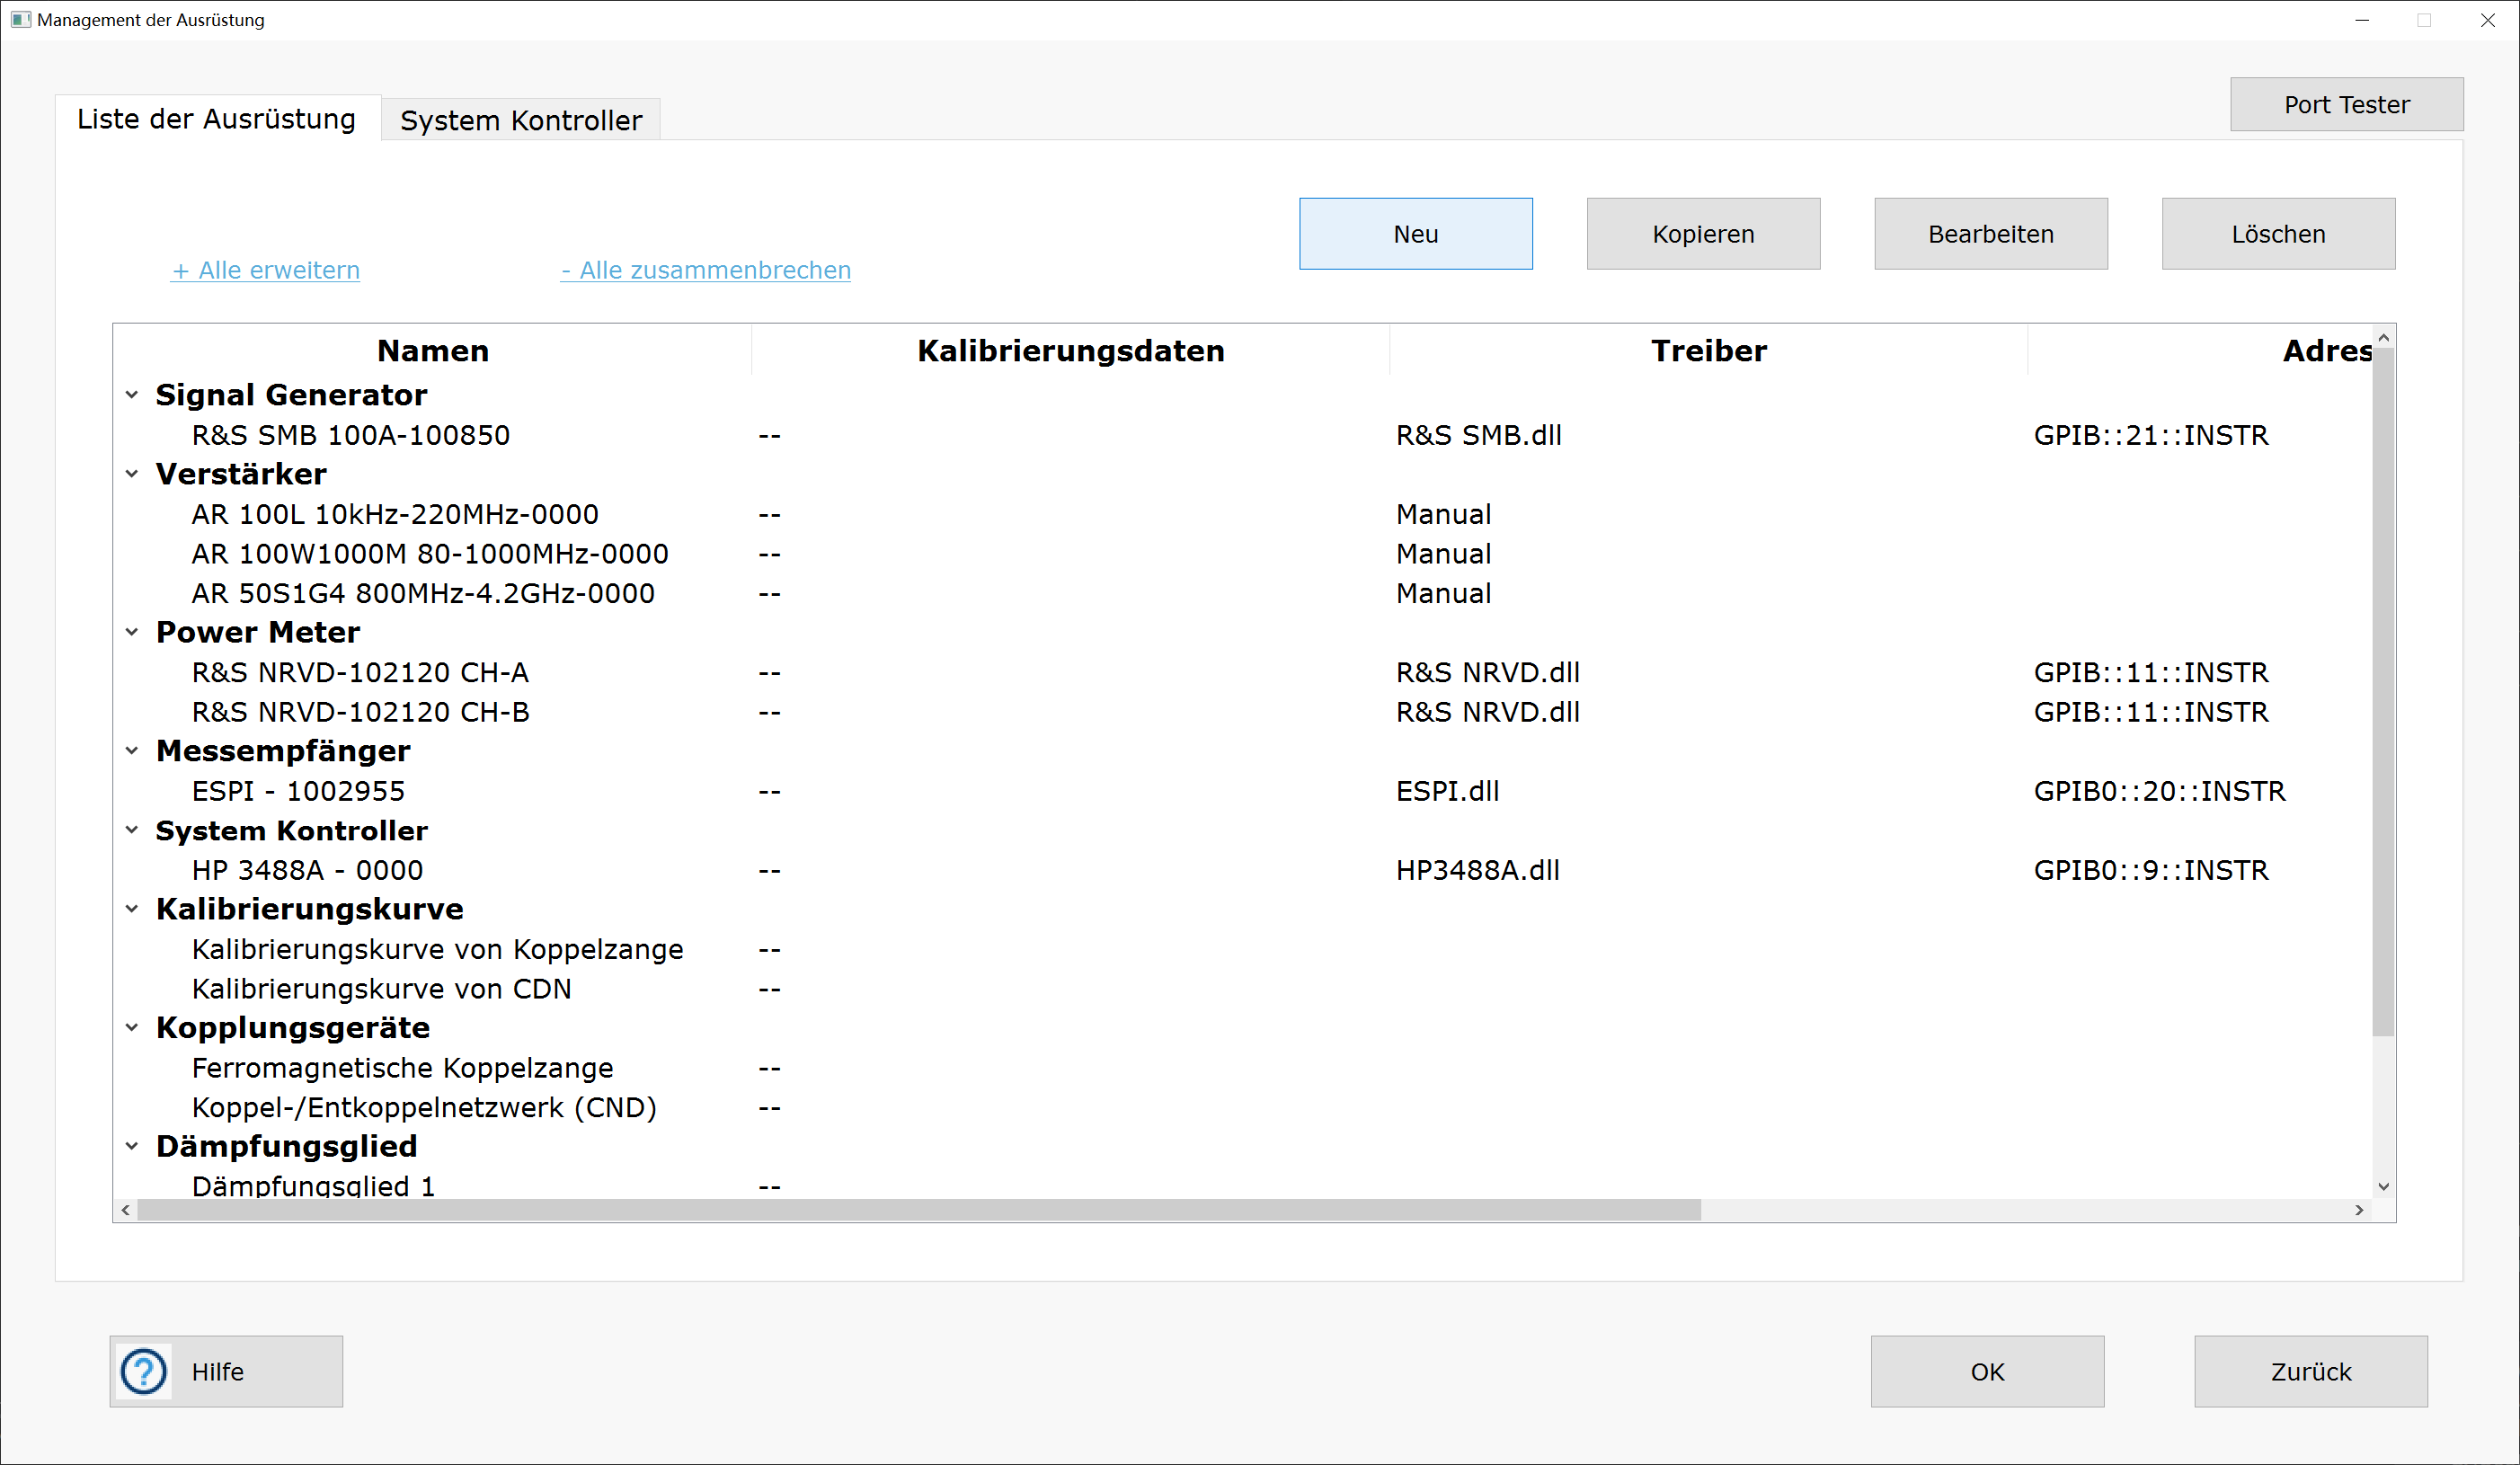 Management der Ausrüstung
Liste der Ausrüstung
System Kontroller
Port Tester
Neu
Kopieren
Bearbeiten
Löschen
+ Alle erweitern
- Alle zusammenbrechen
Namen Kalibrierungsdaten Treiber Adres
Signal Generator
R&S SMB 100A-100850 -- R&S SMB.dll GPIB::21::INSTR
Verstärker
AR 100L 10kHz-220MHz-0000 -- Manual
AR 100W1000M 80-1000MHz-0000 -- Manual
AR 50S1G4 800MHz-4.2GHz-0000 -- Manual
Power Meter
R&S NRVD-102120 CH-A -- R&S NRVD.dll GPIB::11::INSTR
R&S NRVD-102120 CH-B -- R&S NRVD.dll GPIB::11::INSTR
Messempfänger
ESPI - 1002955 -- ESPI.dll GPIB0::20::INSTR
System Kontroller
HP 3488A - 0000 -- HP3488A.dll GPIB0::9::INSTR
Kalibrierungskurve
Kalibrierungskurve von Koppelzange --
Kalibrierungskurve von CDN --
Kopplungsgeräte
Ferromagnetische Koppelzange --
Koppel-/Entkoppelnetzwerk (CND) --
Dämpfungsglied
Dämpfungsglied 1 --
Hilfe
OK
Zurück